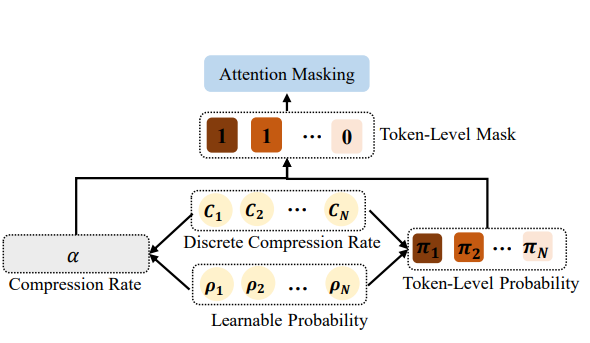 Attention Masking
1 1 ... 0
Token-Level Mask
C1 C2 ... CN
Discrete Compression Rate
α
Compression Rate
π1 π2 ... πN
Token-Level Probability
ρ1 ρ2 ... ρN
Learnable Probability